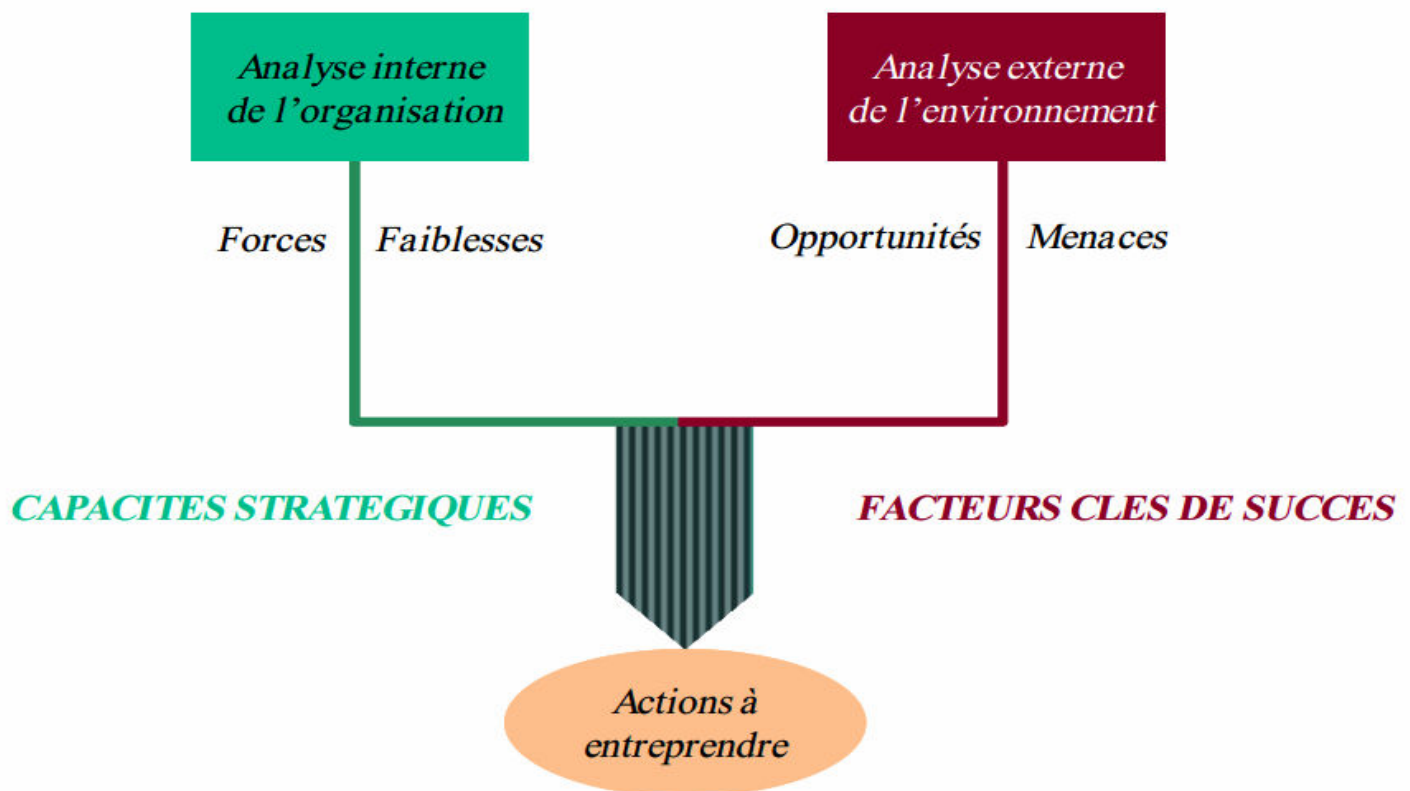 Analyse interne
de l’organisation
Analyse externe
de l’environnement
Forces
Faiblesses
Opportunités
Menaces
CAPACITES STRATEGIQUES
FACTEURS CLES DE SUCCES
Actions à
entreprendre